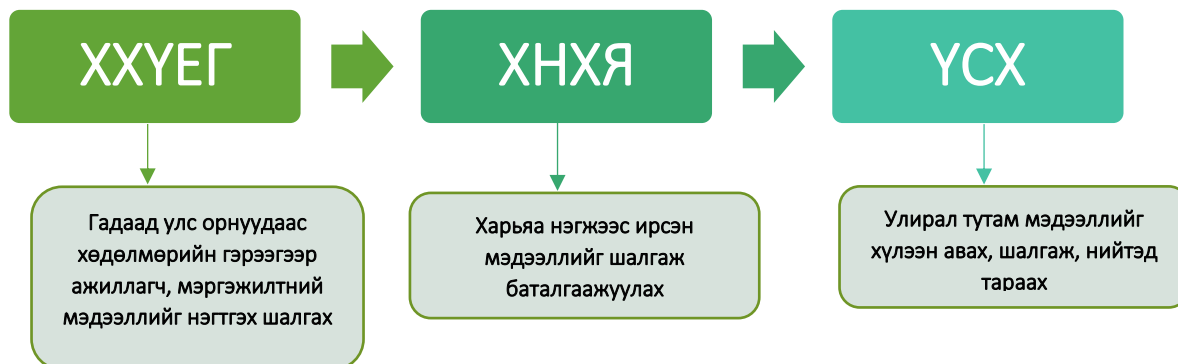 ХХҮЕГ
ХНХЯ
ҮСХ
Гадаад улс орнуудаас
хөдөлмөрийн гэрээгээр
ажиллагч, мэргэжилтний
мэдээллийг нэгтгэх шалгах
Харьяа нэгжээс ирсэн
мэдээллийг шалгаж
баталгаажуулах
Улирал тутам мэдээллийг
хүлээн авах, шалгаж, нийтэд
тараах